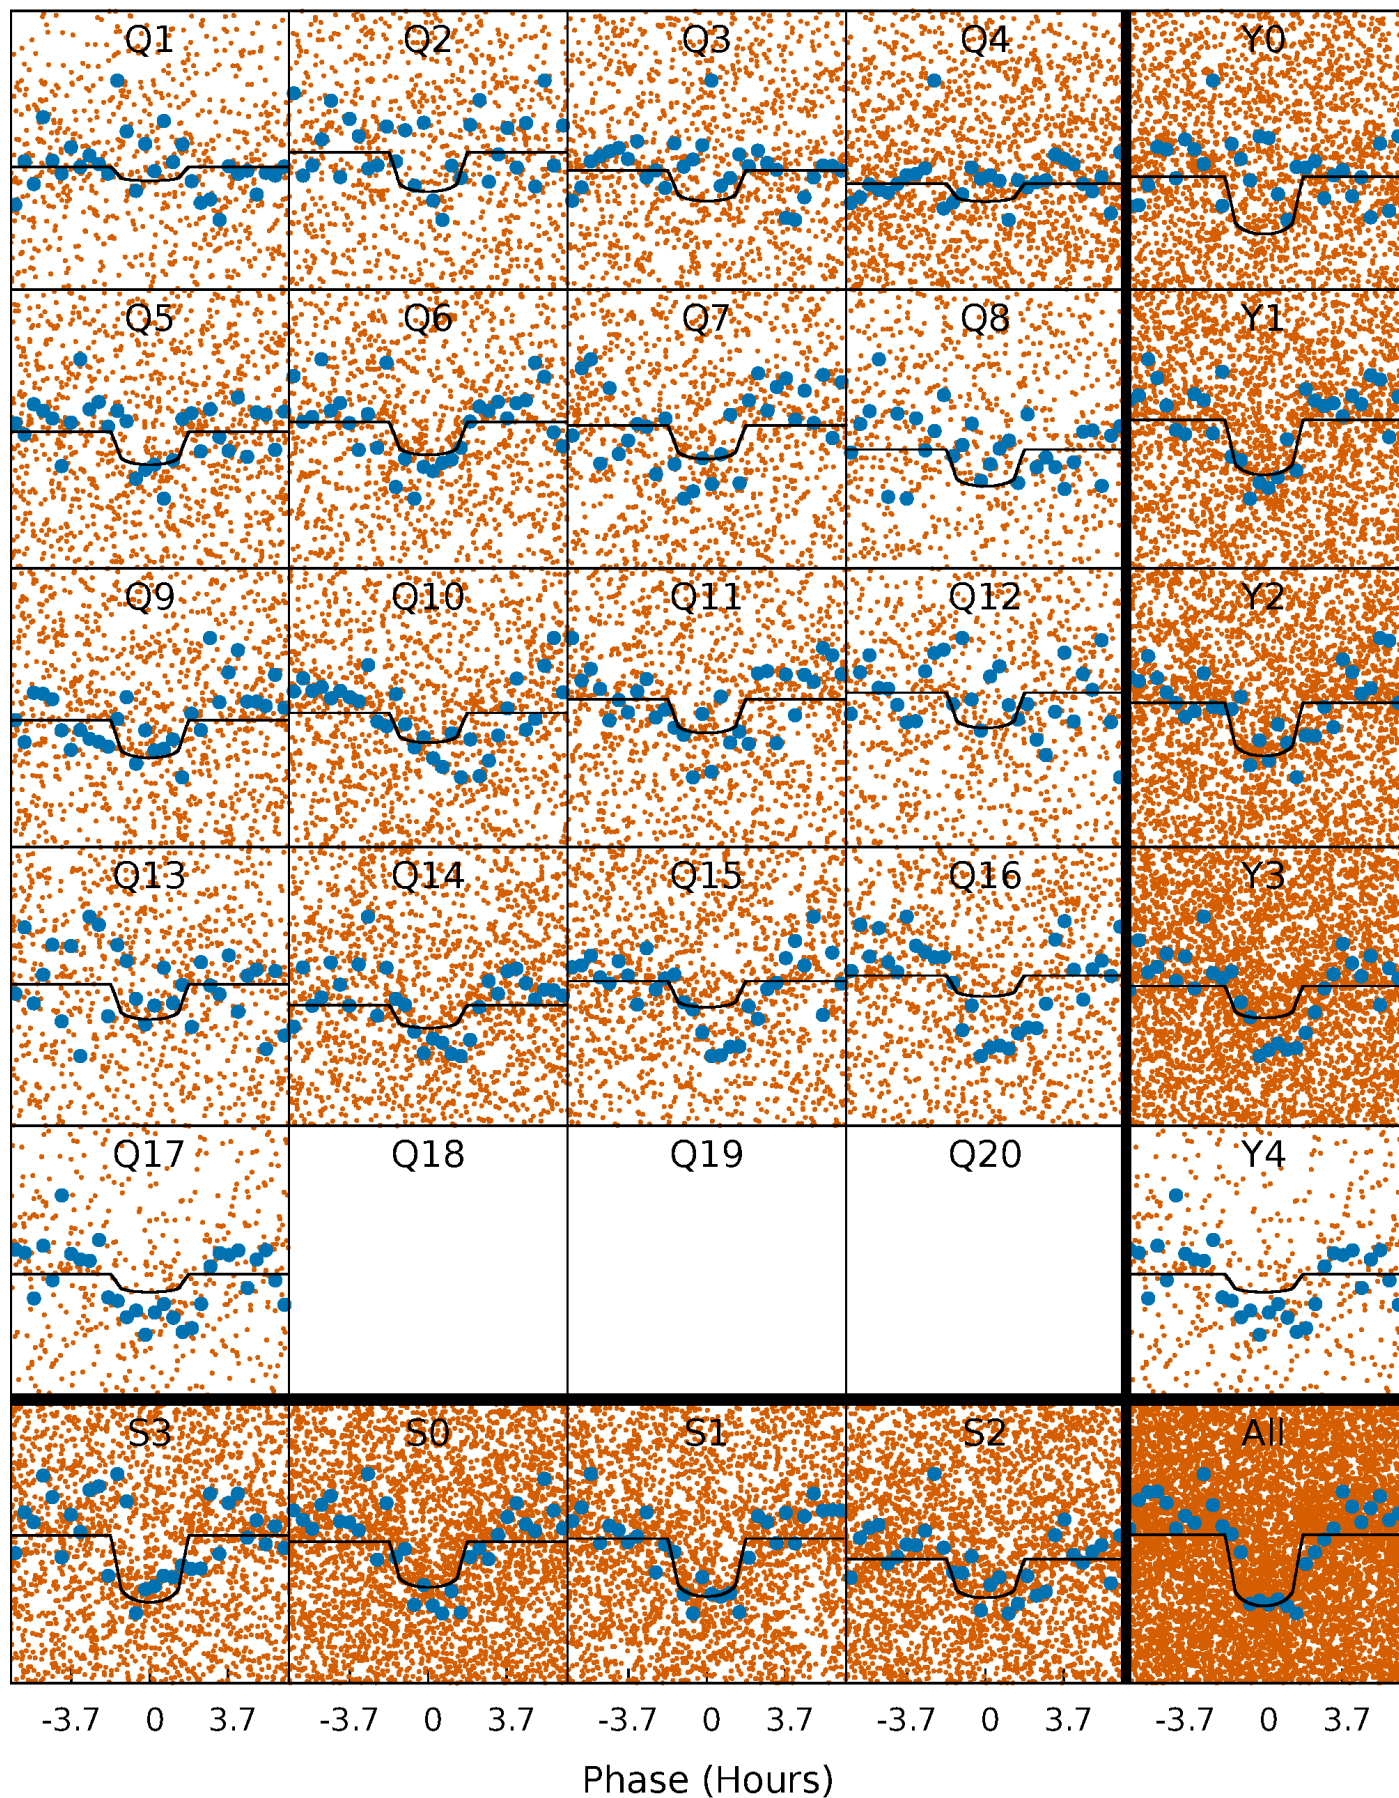 Q1 Q2 Q3 Q4 Y0
Q5 Q6 Q7 Q8 Y1
Q9 Q10 Q11 Q12 Y2
Q13 Q14 Q15 Q16 Y3
Q17 Q18 Q19 Q20 Y4
S3 S0 S1 S2 All
-3.7 0 3.7 -3.7 0 3.7 -3.7 0 3.7 -3.7 0 3.7 -3.7 0 3.7
Phase (Hours)